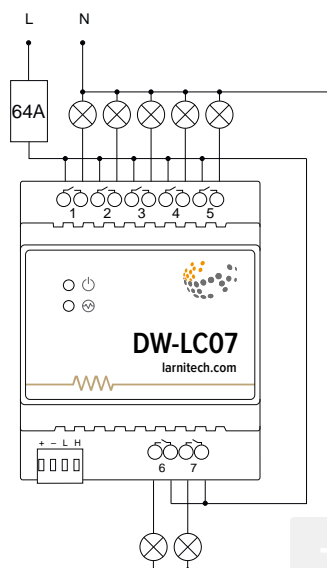 L N
64A
1 2 3 4 5
DW-LC07
larnitech.com
+ – L H
6 7